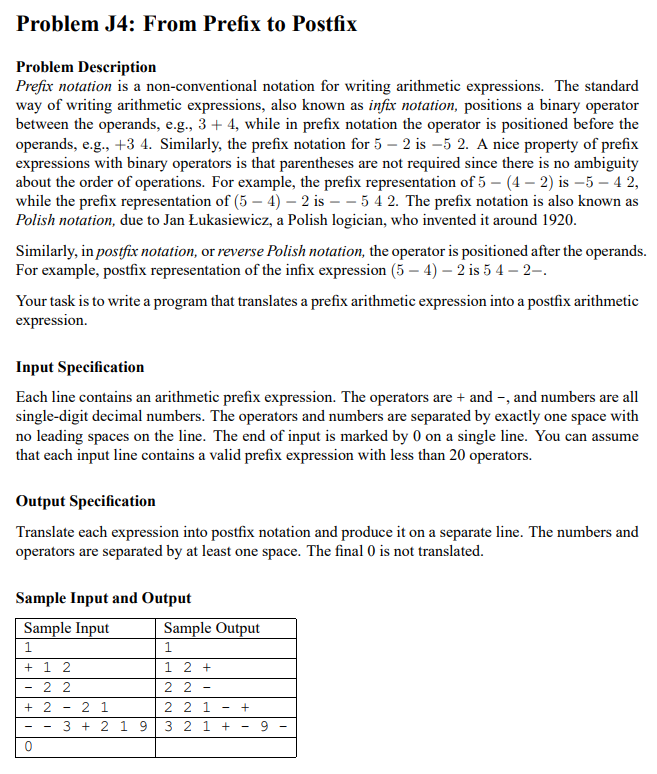 Problem J4: From Prefix to Postfix
Problem Description
Prefix notation is a non-conventional notation for writing arithmetic expressions. The standard
way of writing arithmetic expressions, also known as infix notation, positions a binary operator
between the operands, e.g., 3 + 4, while in prefix notation the operator is positioned before the
operands, e.g., +3 4. Similarly, the prefix notation for 5 − 2 is −5 2. A nice property of prefix
expressions with binary operators is that parentheses are not required since there is no ambiguity
about the order of operations. For example, the prefix representation of 5 − (4 − 2) is −5 − 4 2,
while the prefix representation of (5 − 4) − 2 is − − 5 4 2. The prefix notation is also known as
Polish notation, due to Jan Łukasiewicz, a Polish logician, who invented it around 1920.
Similarly, in postfix notation, or reverse Polish notation, the operator is positioned after the operands.
For example, postfix representation of the infix expression (5 − 4) − 2 is 5 4 − 2−.
Your task is to write a program that translates a prefix arithmetic expression into a postfix arithmetic
expression.
Input Specification
Each line contains an arithmetic prefix expression. The operators are + and -, and numbers are all
single-digit decimal numbers. The operators and numbers are separated by exactly one space with
no leading spaces on the line. The end of input is marked by 0 on a single line. You can assume
that each input line contains a valid prefix expression with less than 20 operators.
Output Specification
Translate each expression into postfix notation and produce it on a separate line. The numbers and
operators are separated by at least one space. The final 0 is not translated.
Sample Input and Output
Sample Input Sample Output
1 1
+ 1 2 1 2 +
- 2 2 2 2 -
+ 2 - 2 1 2 2 1 - +
- - 3 + 2 1 9 3 2 1 + - 9 -
0